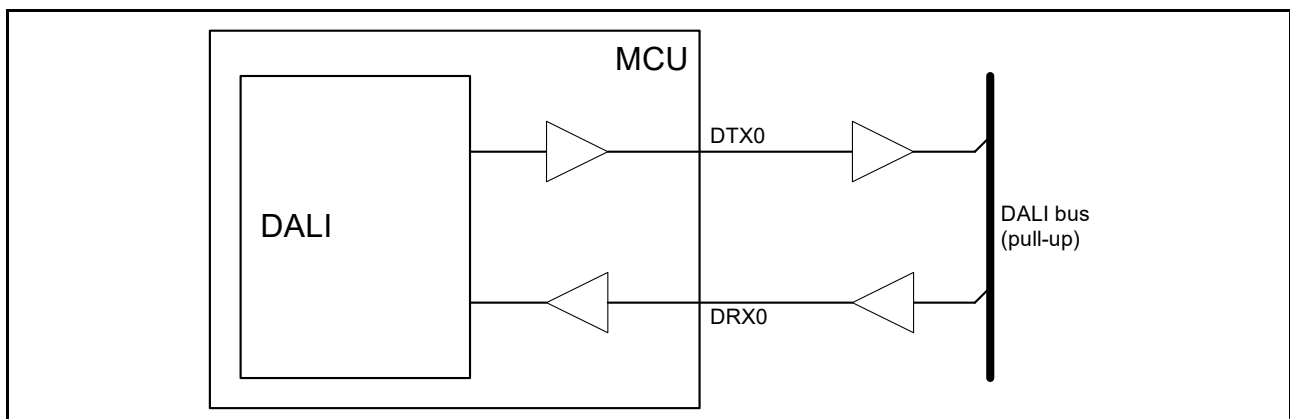 MCU
DTX0
DALI
DALI bus
(pull-up)
DRX0